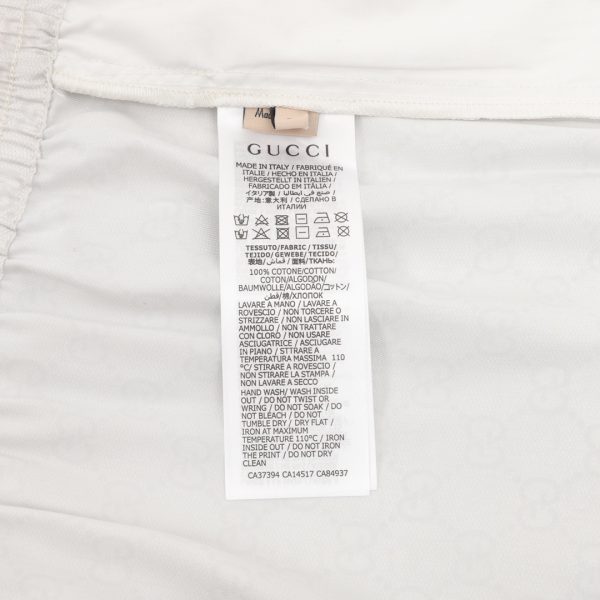 Made
GUCCI
MADE IN ITALY / FABRIQUÉ EN
ITALIE / HECHO EN ITALIA /
HERGESTELLT IN ITALIEN /
FABRICADO EM ITÁLIA /
イタリア製 / صنع في ايطاليا /
产地:意大利 / СДЕЛАНО В
ИТАЛИИ
TESSUTO/FABRIC / TISSU/
TEJIDO/ GEWEBE/ TECIDO/
表地/ قماش/ 面料/ТКАНЬ:
100% COTONE/COTTON/
COTON/ALGODON/
BAUMWOLLE/ALGODÃO/コットン/
قطن/棉/ХЛОПОК
LAVARE A MANO / LAVARE A
ROVESCIO / NON TORCERE O
STRIZZARE / NON LASCIARE IN
AMMOLLO / NON TRATTARE
CON CLORO / NON USARE
ASCIUGATRICE / ASCIUGARE
IN PIANO / STTRARE A
TEMPERATURA MASSIMA 110
°C/ STIRARE A ROVESCIO /
NON STIRARE LA STAMPA /
NON LAVARE A SECCO
HAND WASH/ WASH INSIDE
OUT / DO NOT TWIST OR
WRING / DO NOT SOAK / DO
NOT BLEACH / DO NOT
TUMBLE DRY / DRY FLAT /
IRON AT MAXIMUM
TEMPERATURE 110°C / IRON
INSIDE OUT / DO NOT IRON
THE PRINT / DO NOT DRY
CLEAN
CA37394 CA14517 CA84937